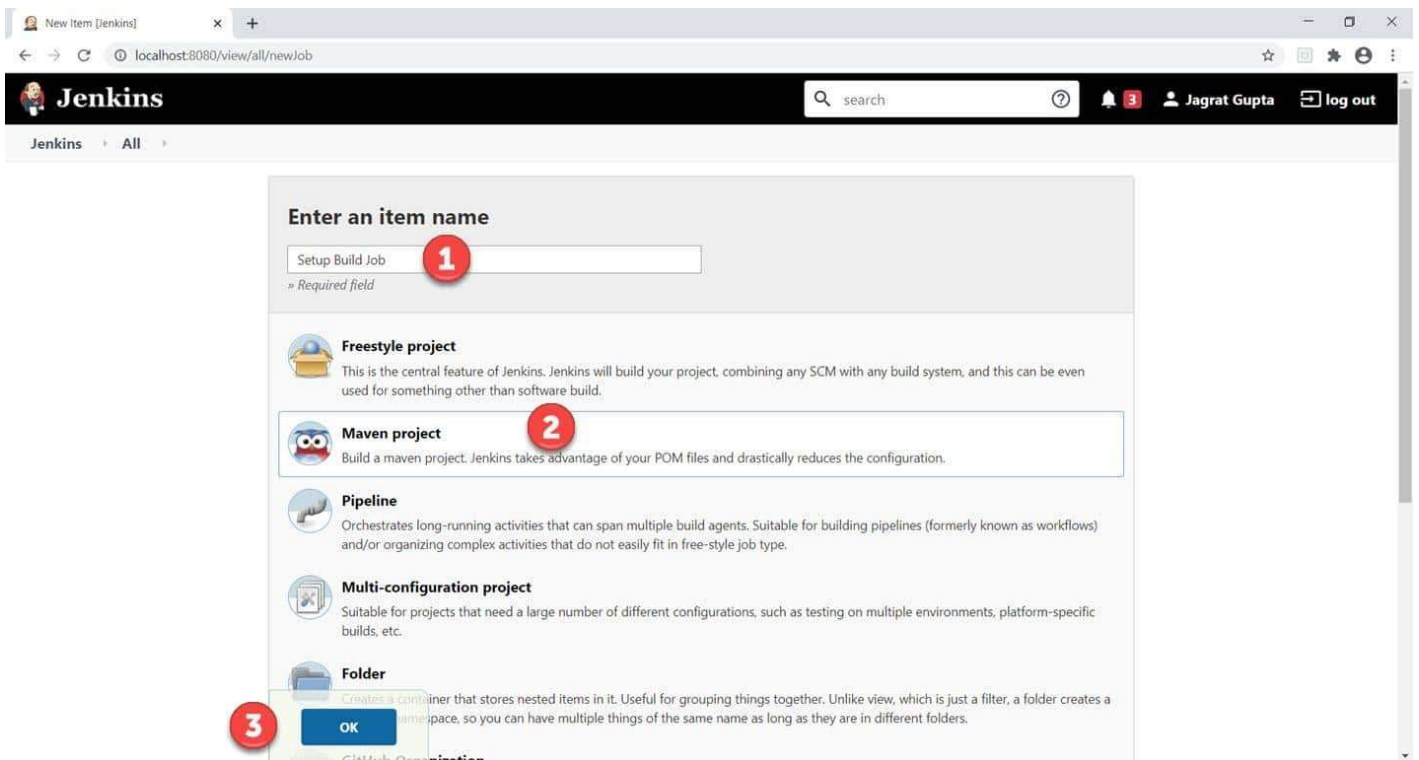 New Item [Jenkins]
localhost:8080/view/all/newJob
Jenkins
search
3
Jagrat Gupta
log out
Jenkins All
Enter an item name
Setup Build Job
1
» Required field
Freestyle project
This is the central feature of Jenkins. Jenkins will build your project, combining any SCM with any build system, and this can be even
used for something other than software build.
Maven project
2
Build a maven project. Jenkins takes advantage of your POM files and drastically reduces the configuration.
Pipeline
Orchestrates long-running activities that can span multiple build agents. Suitable for building pipelines (formerly known as workflows)
and/or organizing complex activities that do not easily fit in free-style job type.
Multi-configuration project
Suitable for projects that need a large number of different configurations, such as testing on multiple environments, platform-specific
builds, etc.
Folder
Creates a container that stores nested items in it. Useful for grouping things together. Unlike view, which is just a filter, a folder creates a
namespace, so you can have multiple things of the same name as long as they are in different folders.
3
OK
GitHub Organization